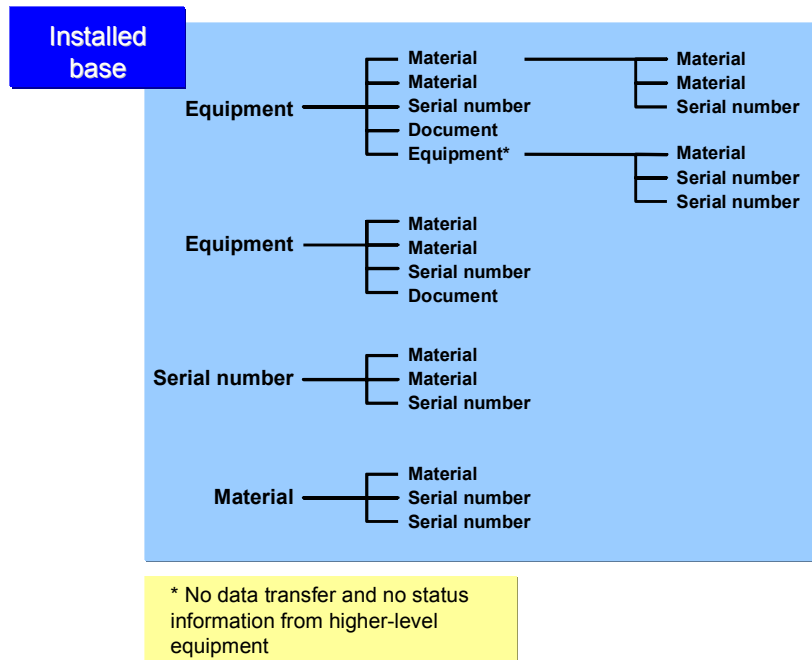 Installed
base
Equipment
Material
Material
Serial number
Document
Equipment*
Material
Material
Serial number
Material
Serial number
Serial number
Equipment
Material
Material
Serial number
Document
Serial number
Material
Material
Serial number
Material
Material
Serial number
Serial number
* No data transfer and no status
information from higher-level
equipment